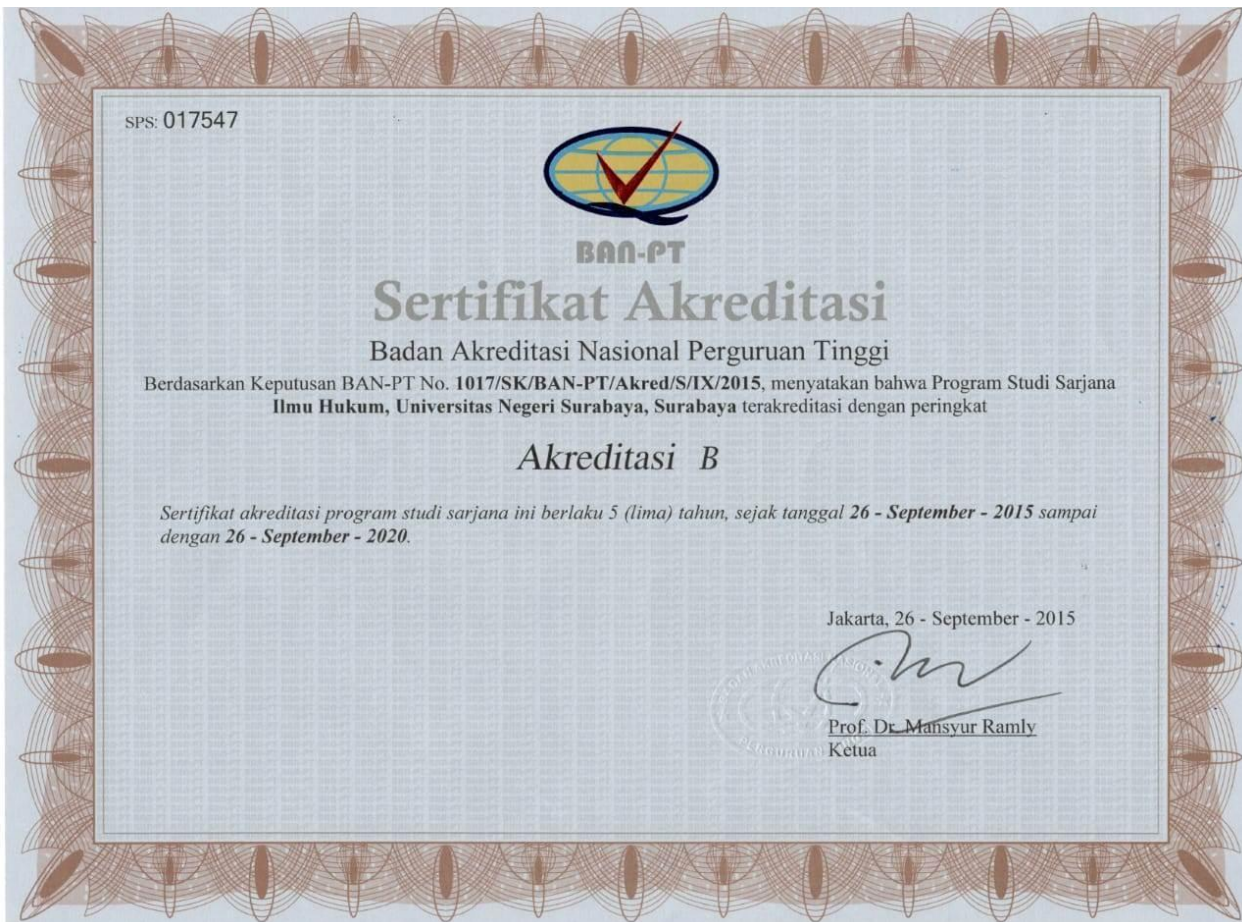 SPS: 017547
BAN-PT
Sertifikat Akreditasi
Badan Akreditasi Nasional Perguruan Tinggi
Berdasarkan Keputusan BAN-PT No. 1017/SK/BAN-PT/Akred/S/IX/2015, menyatakan bahwa Program Studi Sarjana
Ilmu Hukum, Universitas Negeri Surabaya, Surabaya terakreditasi dengan peringkat
Akreditasi B
Sertifikat akreditasi program studi sarjana ini berlaku 5 (lima) tahun, sejak tanggal 26 - September - 2015 sampai
dengan 26 - September - 2020.
Jakarta, 26 - September - 2015
Prof. Dr. Mansyur Ramly
Ketua